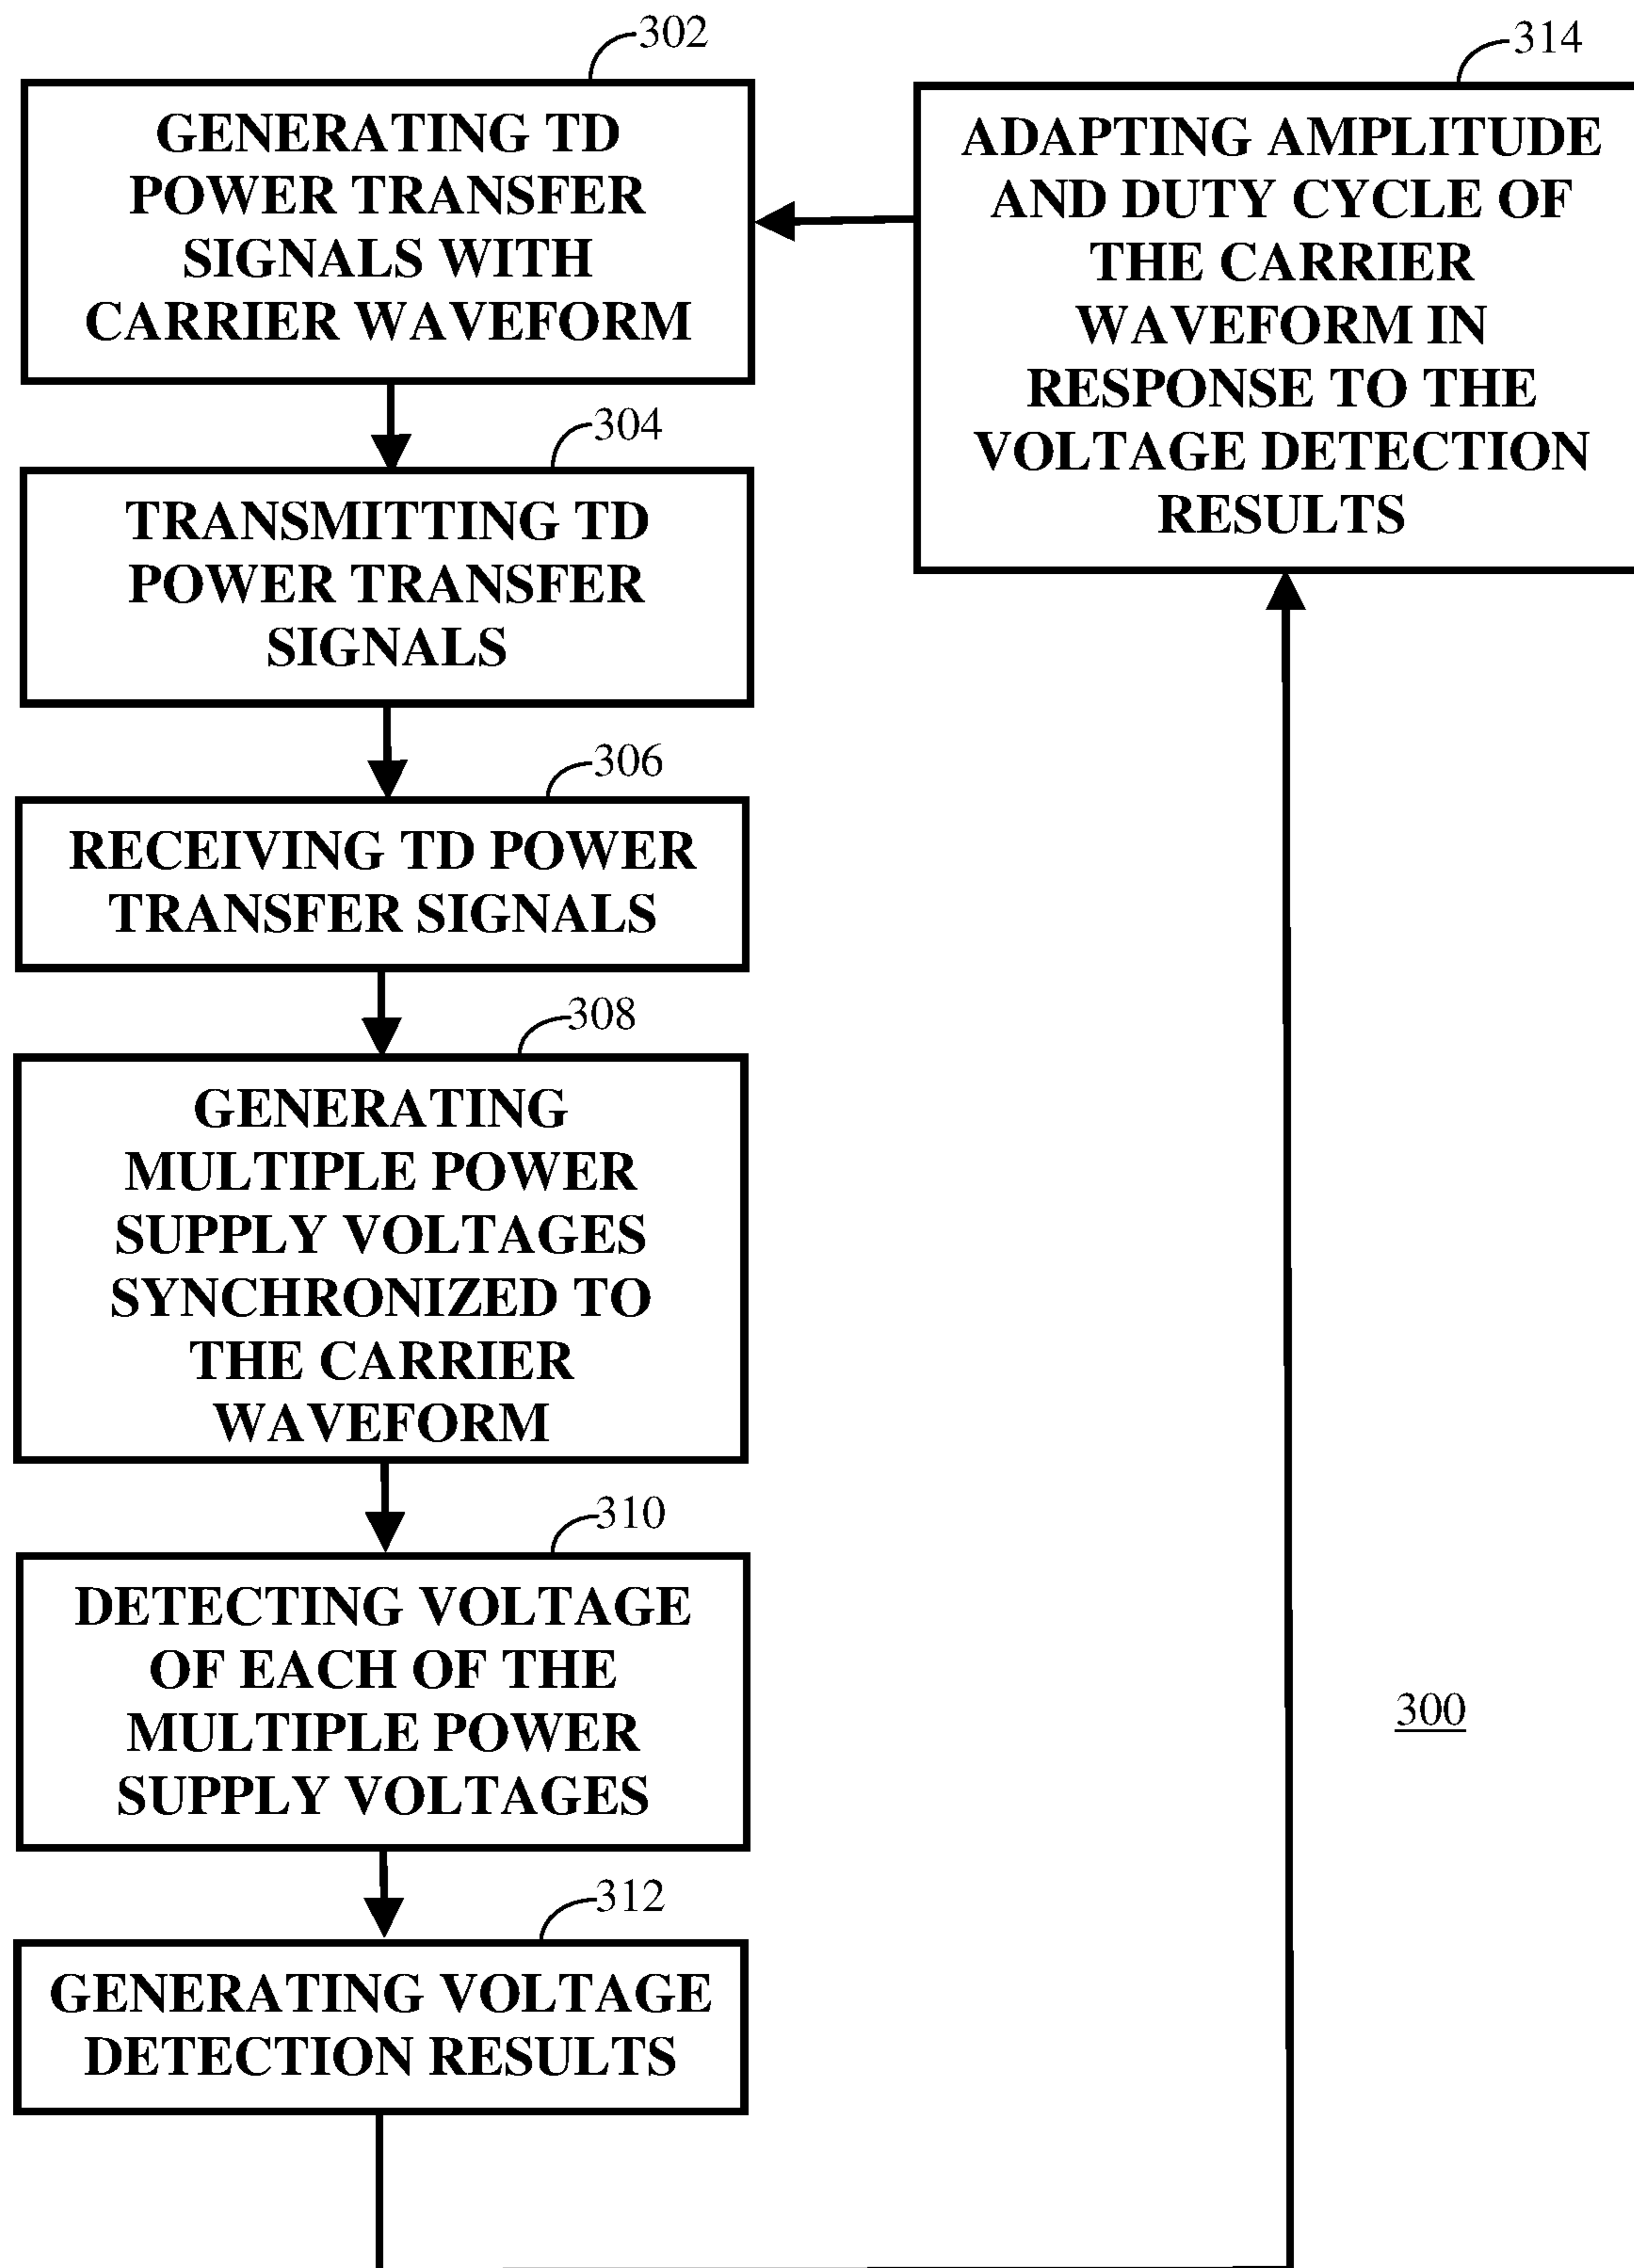 302
GENERATING TD
POWER TRANSFER
SIGNALS WITH
CARRIER WAVEFORM
304
TRANSMITTING TD
POWER TRANSFER
SIGNALS
306
RECEIVING TD POWER
TRANSFER SIGNALS
308
GENERATING
MULTIPLE POWER
SUPPLY VOLTAGES
SYNCHRONIZED TO
THE CARRIER
WAVEFORM
310
DETECTING VOLTAGE
OF EACH OF THE
MULTIPLE POWER
SUPPLY VOLTAGES
312
GENERATING VOLTAGE
DETECTION RESULTS
314
ADAPTING AMPLITUDE
AND DUTY CYCLE OF
THE CARRIER
WAVEFORM IN
RESPONSE TO THE
VOLTAGE DETECTION
RESULTS
300